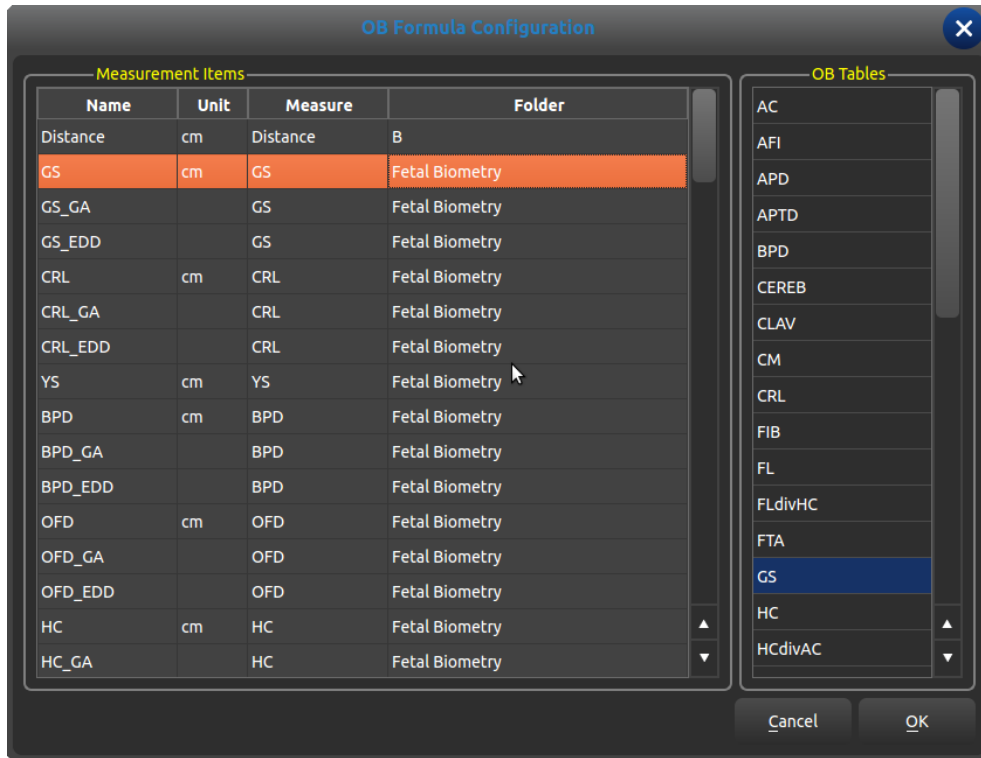 OB Formula Configuration
Measurement Items
Name Unit Measure Folder
Distance cm Distance B
GS cm GS Fetal Biometry
GS_GA GS Fetal Biometry
GS_EDD GS Fetal Biometry
CRL cm CRL Fetal Biometry
CRL_GA CRL Fetal Biometry
CRL_EDD CRL Fetal Biometry
YS cm YS Fetal Biometry
BPD cm BPD Fetal Biometry
BPD_GA BPD Fetal Biometry
BPD_EDD BPD Fetal Biometry
OFD cm OFD Fetal Biometry
OFD_GA OFD Fetal Biometry
OFD_EDD OFD Fetal Biometry
HC cm HC Fetal Biometry
HC_GA HC Fetal Biometry
OB Tables
AC
AFI
APD
APTD
BPD
CEREB
CLAV
CM
CRL
FIB
FL
FLdivHC
FTA
GS
HC
HCdivAC
Cancel OK